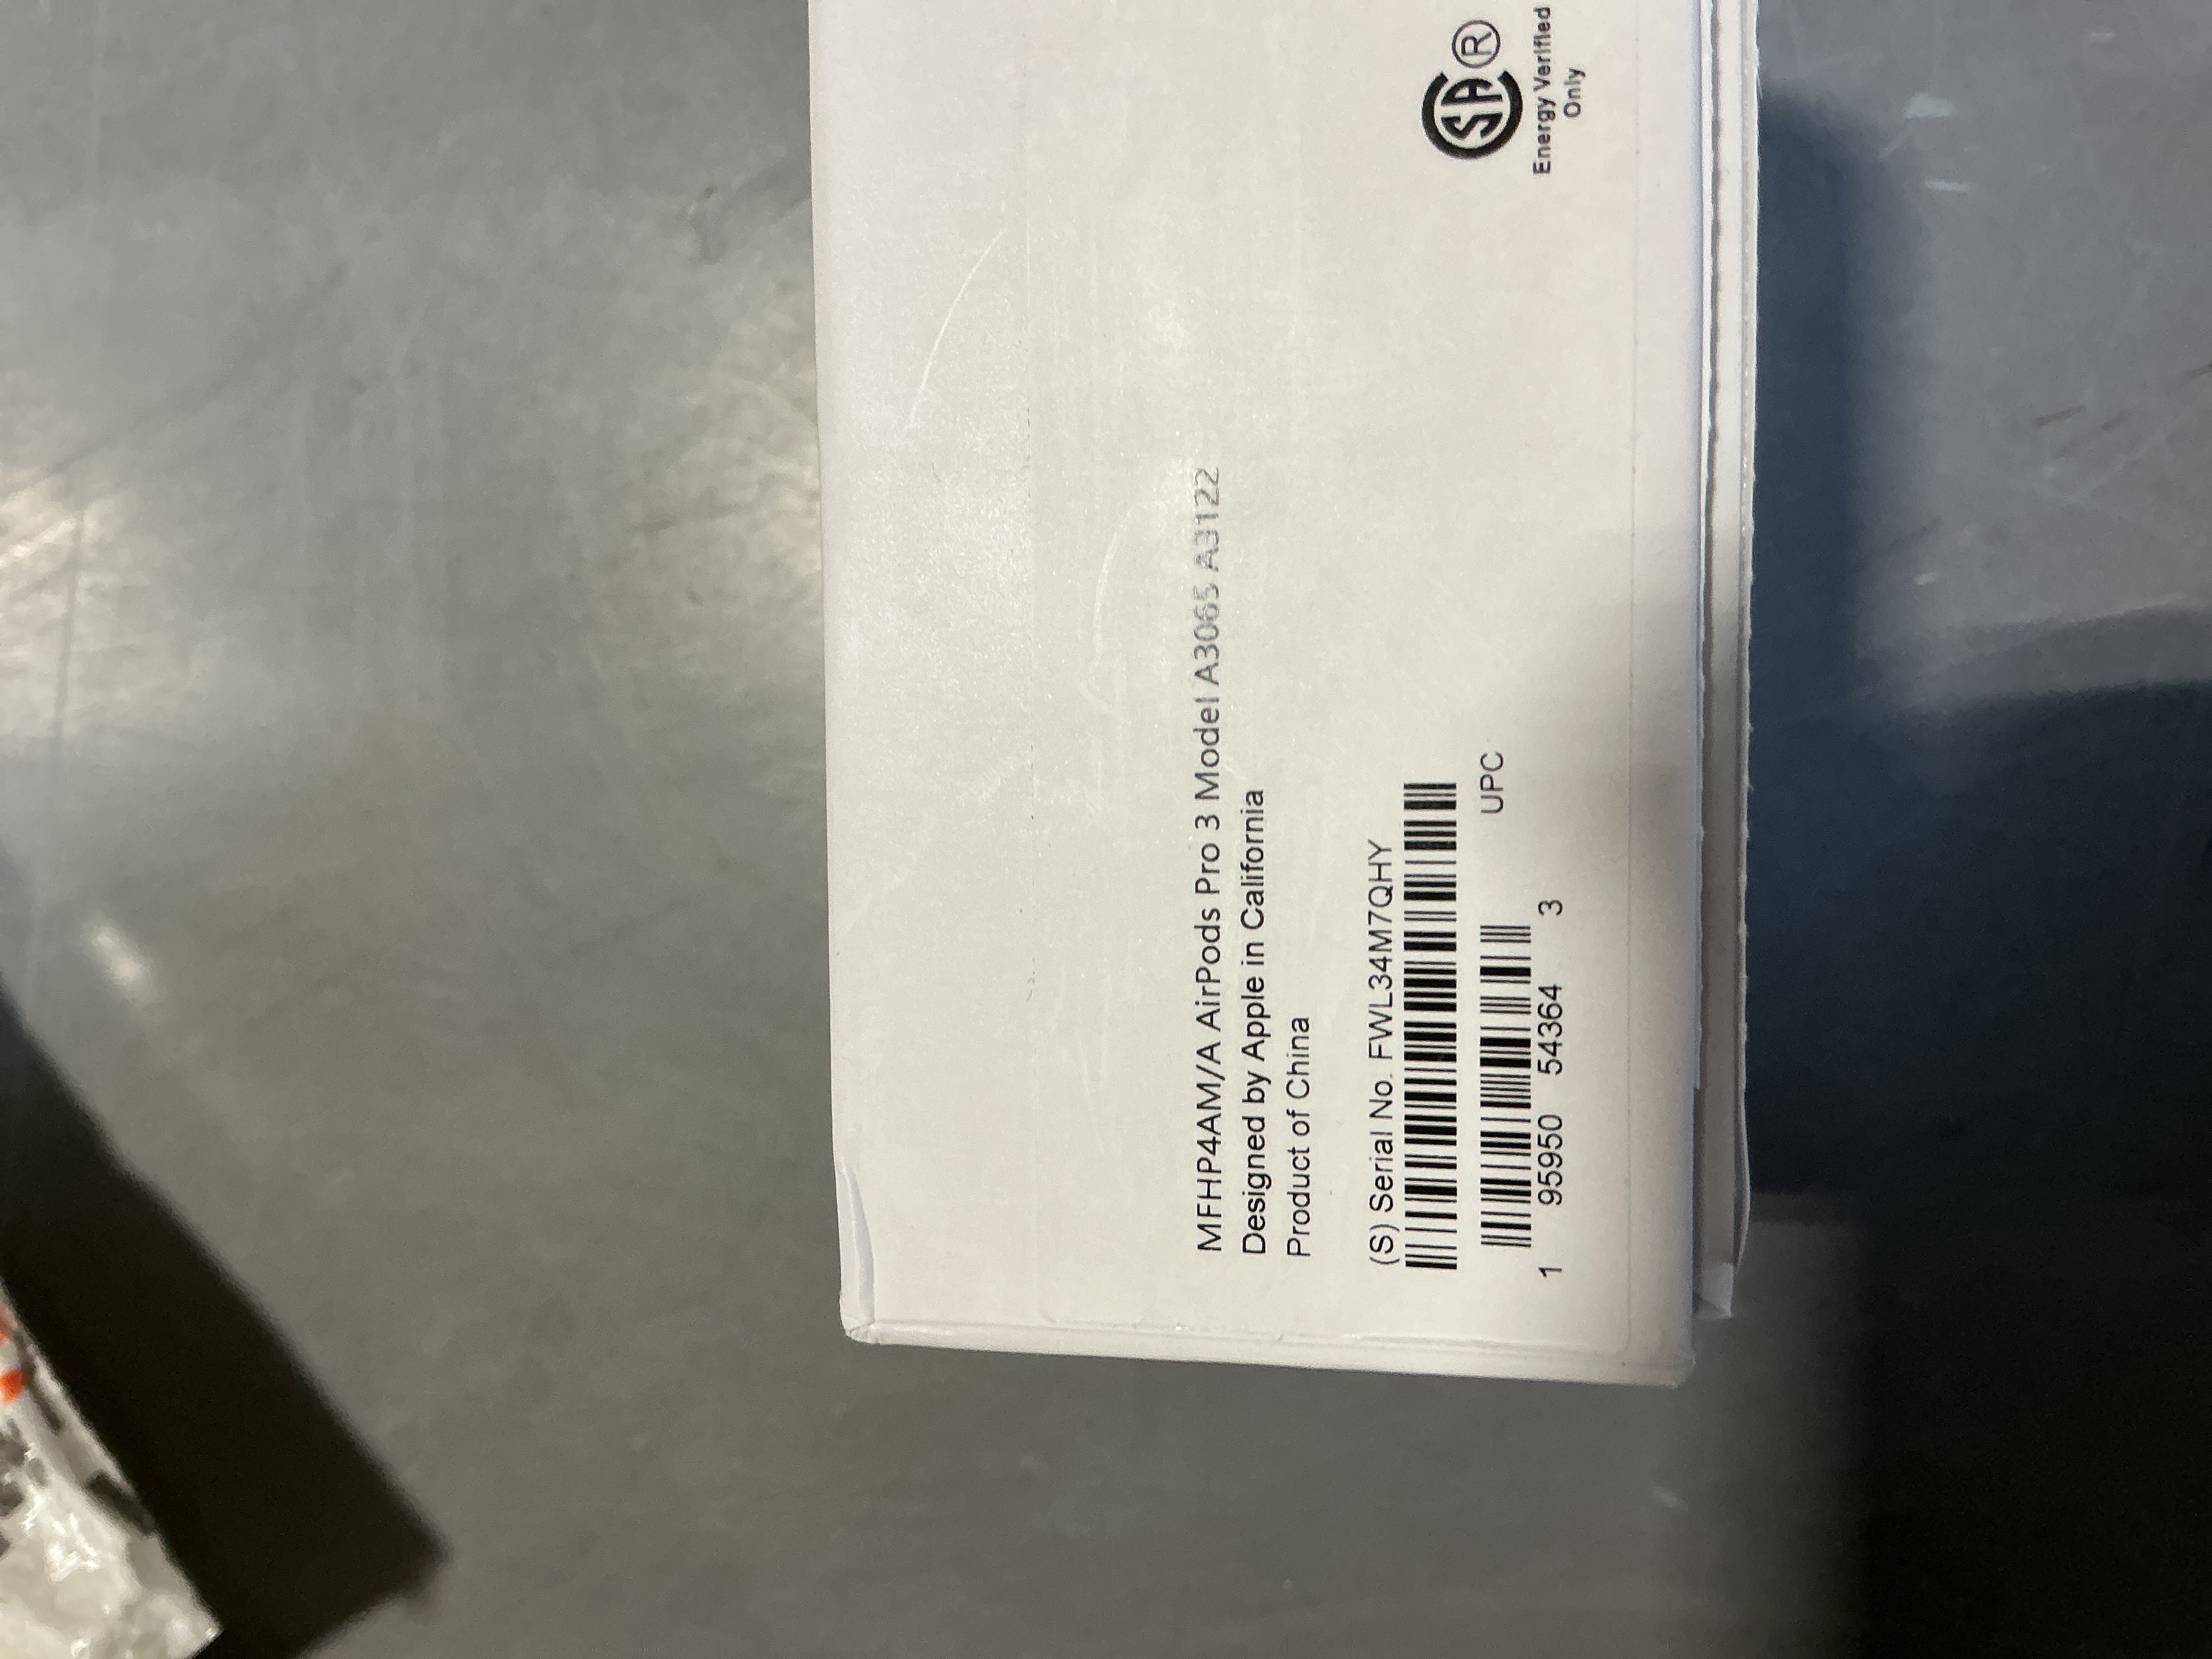 MFHP4AM/A AirPods Pro 3 Model A3065 A3122
Designed by Apple in California
Product of China
(S) Serial No. FWL34M7QHY
UPC
1 95950 54364 3
SA ®
Energy Verified
Only